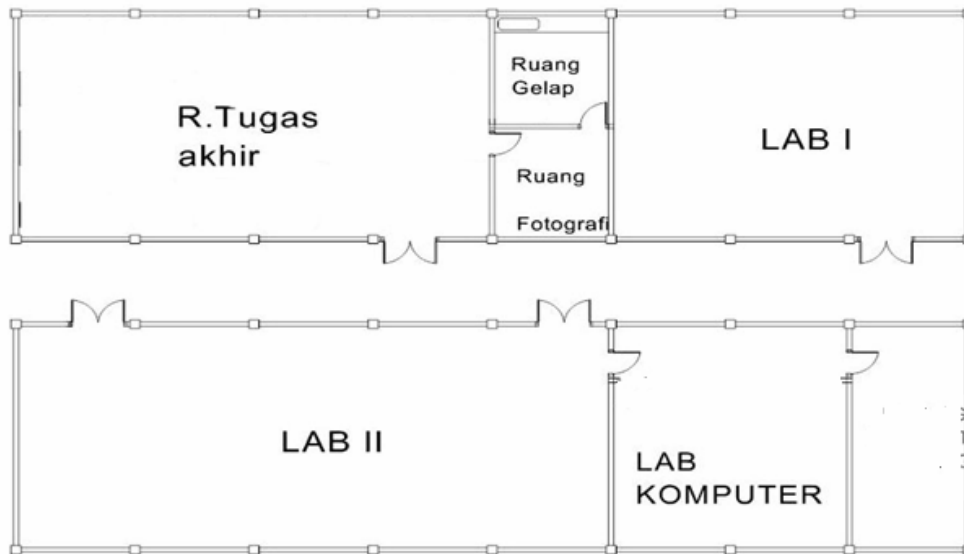 R.Tugas
akhir
Ruang
Gelap
Ruang
Fotografi
LAB I
LAB II
LAB
KOMPUTER